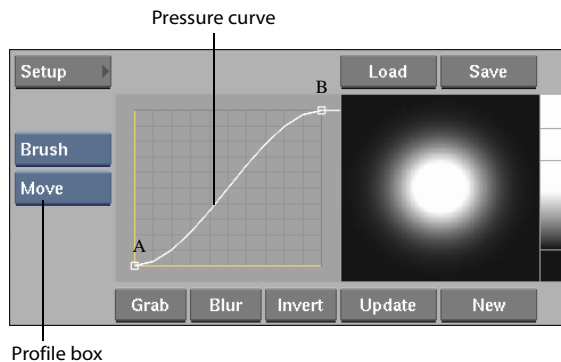 Pressure curve
Setup
Load
Save
B
Brush
Move
A
Grab
Blur
Invert
Update
New
Profile box